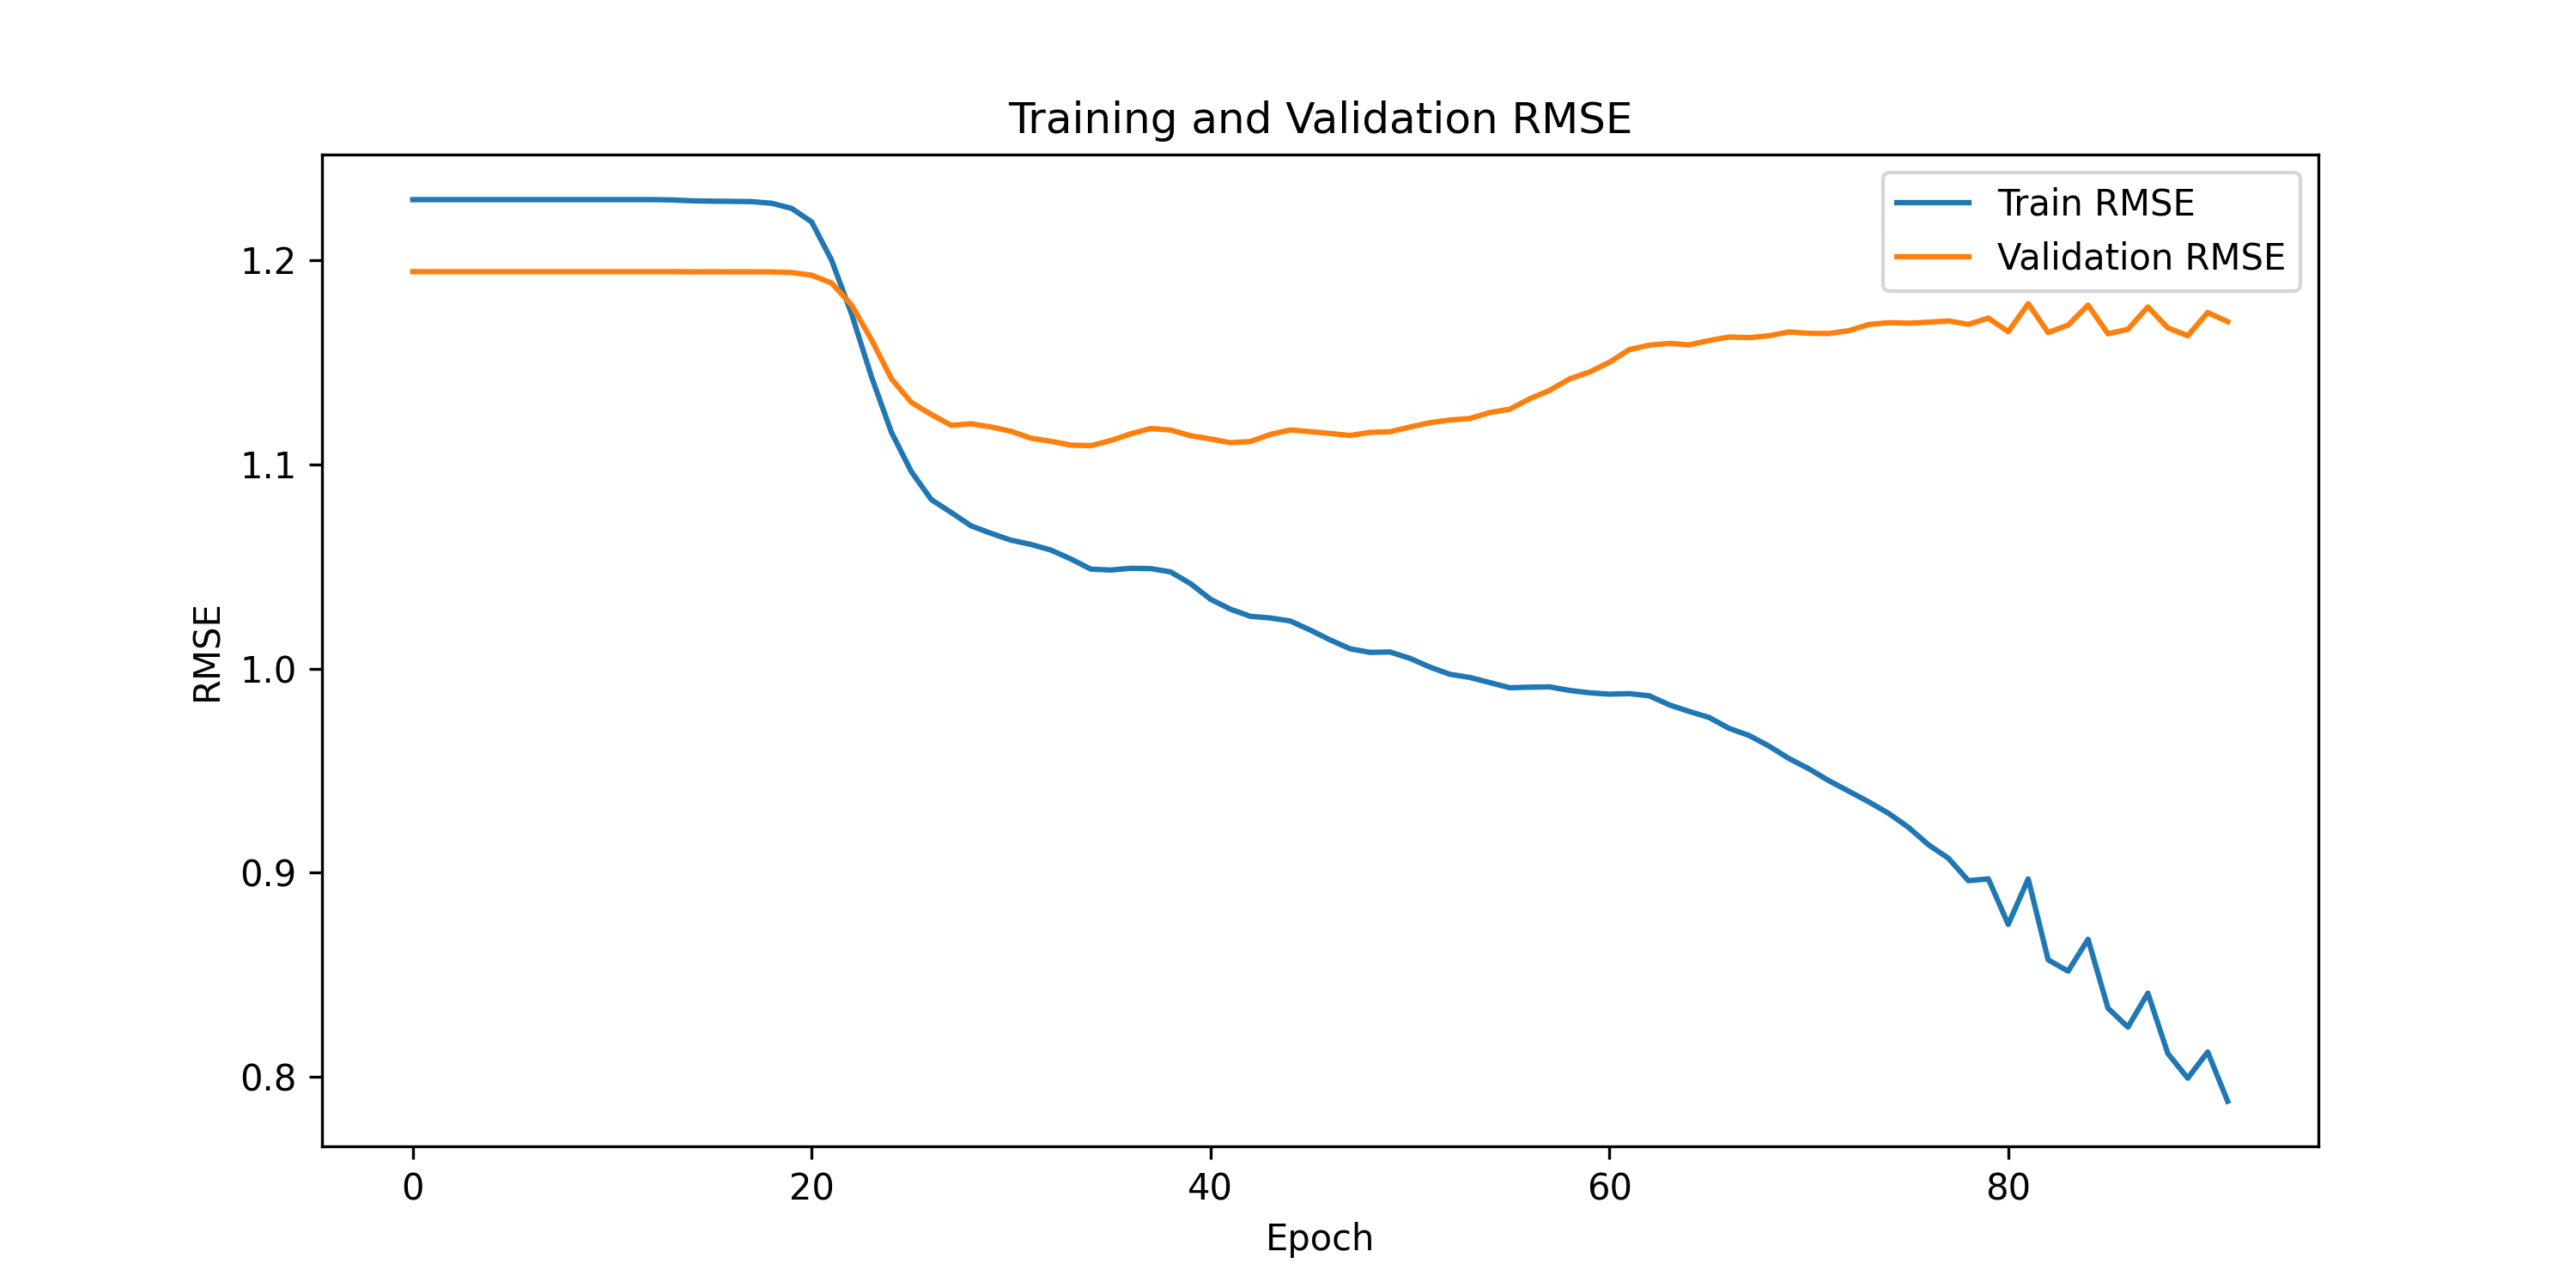 Training and Validation RMSE
Train RMSE
Validation RMSE
1.2
1.1
1.0
0.9
0.8
RMSE
0 20 40 60 80
Epoch